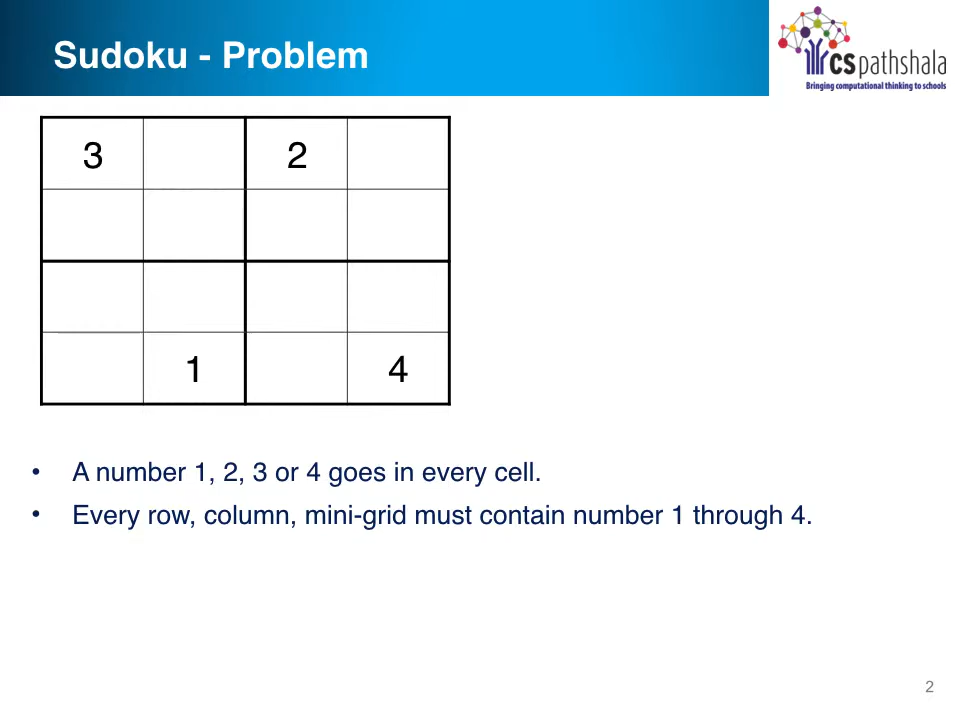 Sudoku - Problem
CSpathshala
Bringing computational thinking to schools
3 2
1 4
• A number 1, 2, 3 or 4 goes in every cell.
• Every row, column, mini-grid must contain number 1 through 4.
2